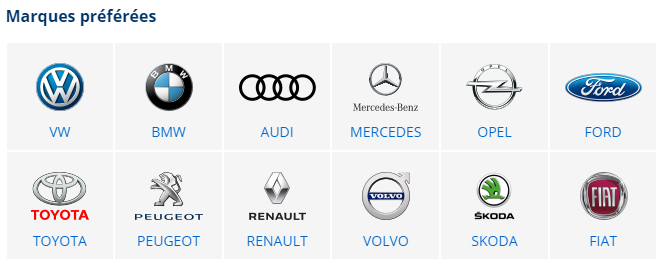 Marques préférées
VW
BMW
Mercedes-Benz
Ford
VW BMW AUDI MERCEDES OPEL FORD
TOYOTA PEUGEOT RENAULT VOLVO ŠKODA FIAT
TOYOTA PEUGEOT RENAULT VOLVO SKODA FIAT